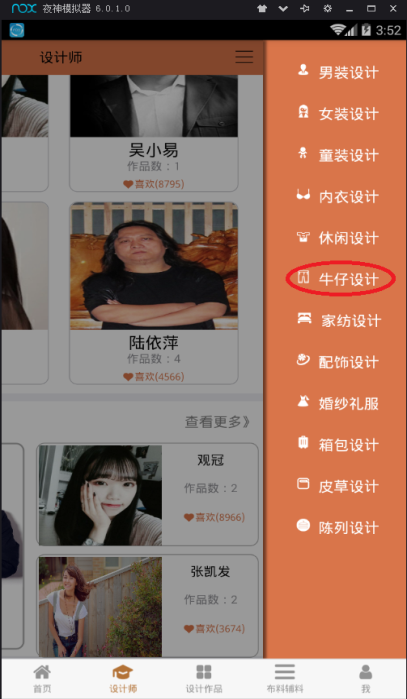 nox 夜神模拟器 6.0.1.0
3:52
设计师
吴小易
作品数：1
喜欢(8795)
陆依萍
作品数：4
喜欢(4566)
查看更多》
观冠
作品数：2
喜欢(8966)
张凯发
作品数：2
喜欢(3674)
男装设计
女装设计
童装设计
内衣设计
休闲设计
牛仔设计
家纺设计
配饰设计
婚纱礼服
箱包设计
皮草设计
陈列设计
首页
设计师
设计作品
布料辅料
我